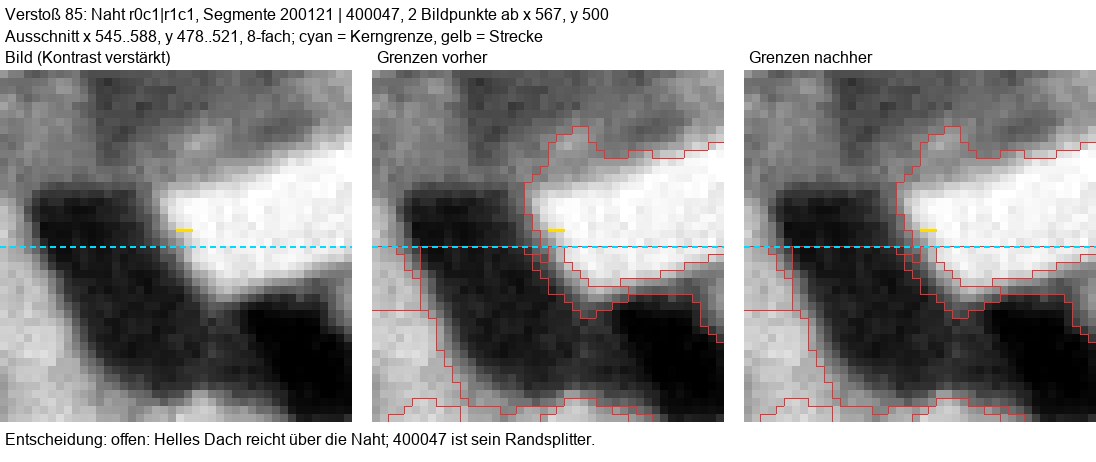 Verstoß 85: Naht r0c1|r1c1, Segmente 200121 | 400047, 2 Bildpunkte ab x 567, y 500
Ausschnitt x 545..588, y 478..521, 8-fach; cyan = Kerngrenze, gelb = Strecke
Bild (Kontrast verstärkt) Grenzen vorher Grenzen nachher
Entscheidung: offen: Helles Dach reicht über die Naht; 400047 ist sein Randsplitter.